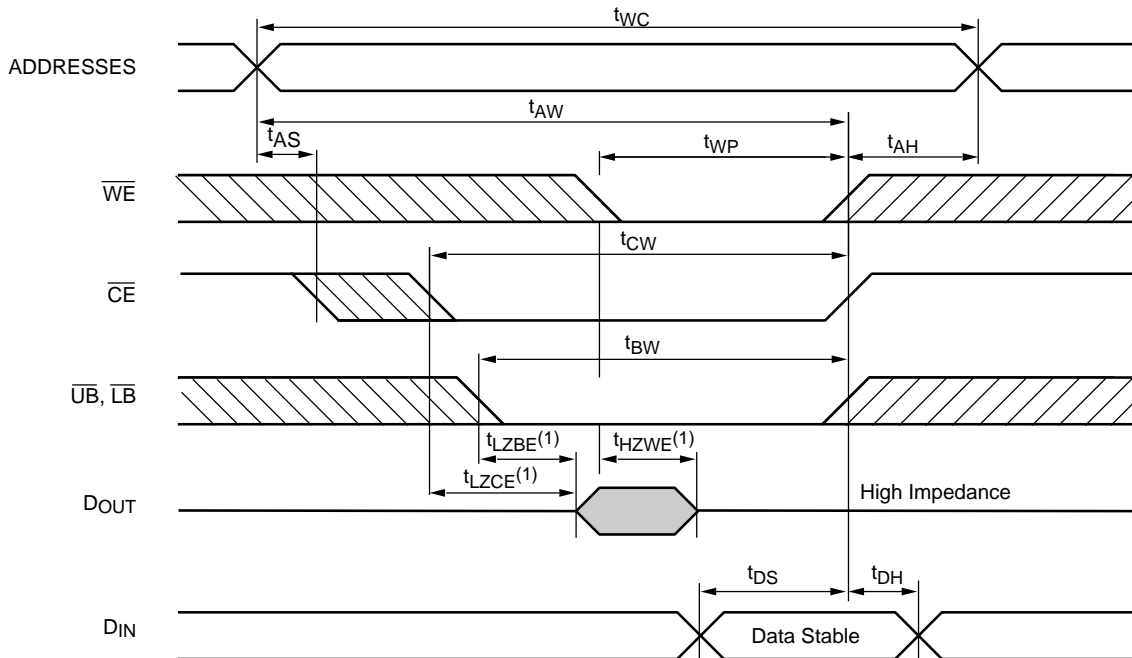 tWC
ADDRESSES
tAW
tAS
tWP
tAH
WE
tCW
CE
tBW
UB, LB
tLZBE(1)
tHZWE(1)
tLZCE(1)
DOUT
High Impedance
tDS
tDH
DIN
Data Stable